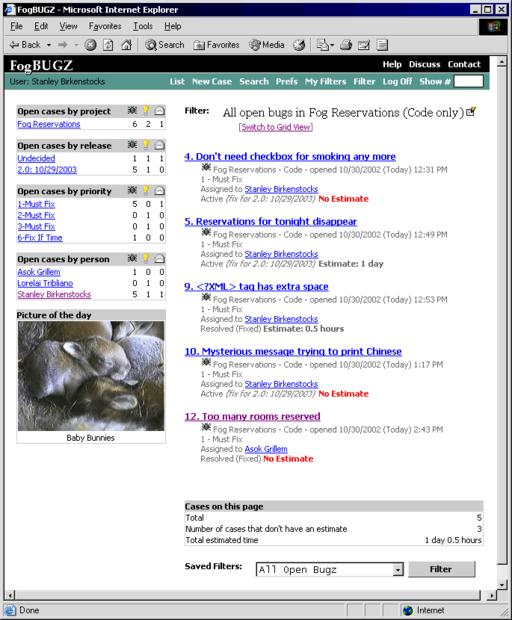 FogBUGZ - Microsoft Internet Explorer
File Edit View Favorites Tools Help
Back Search Favorites Media
FogBUGZ Help Discuss Contact
User: Stanley Birkenstocks List New Case Search Prefs My Filters Filter Log Off Show #
Open cases by project
Fog Reservations 6 2 1
Open cases by release
Undecided 1 1 1
2.0: 10/29/2003 5 1 0
Open cases by priority
1-Must Fix 5 0 1
2-Must Fix 0 1 0
3-Must Fix 0 1 0
6-Fix If Time 1 0 0
Open cases by person
Asok Grillem 1 0 0
Lorelai Tribliano 0 1 0
Stanley Birkenstocks 5 1 1
Picture of the day
Baby Bunnies
Filter: All open bugs in Fog Reservations (Code only)
[Switch to Grid View]
4. Don't need checkbox for smoking any more
Fog Reservations - Code - opened 10/30/2002 (Today) 12:31 PM
1 - Must Fix
Assigned to Stanley Birkenstocks
Active (fix for 2.0: 10/29/2003) No Estimate
5. Reservations for tonight disappear
Fog Reservations - Code - opened 10/30/2002 (Today) 12:49 PM
1 - Must Fix
Assigned to Stanley Birkenstocks
Active (fix for 2.0: 10/29/2003) Estimate: 1 day
9. <?XML> tag has extra space
Fog Reservations - Code - opened 10/30/2002 (Today) 12:53 PM
1 - Must Fix
Assigned to Stanley Birkenstocks
Resolved (Fixed) Estimate: 0.5 hours
10. Mysterious message trying to print Chinese
Fog Reservations - Code - opened 10/30/2002 (Today) 1:17 PM
1 - Must Fix
Assigned to Stanley Birkenstocks
Active (fix for 2.0: 10/29/2003) No Estimate
12. Too many rooms reserved
Fog Reservations - Code - opened 10/30/2002 (Today) 2:43 PM
1 - Must Fix
Assigned to Asok Grillem
Resolved (Fixed) No Estimate
Cases on this page
Total 5
Number of cases that don't have an estimate 3
Total estimated time 1 day 0.5 hours
Saved Filters: All Open Bugz Filter
Done Internet